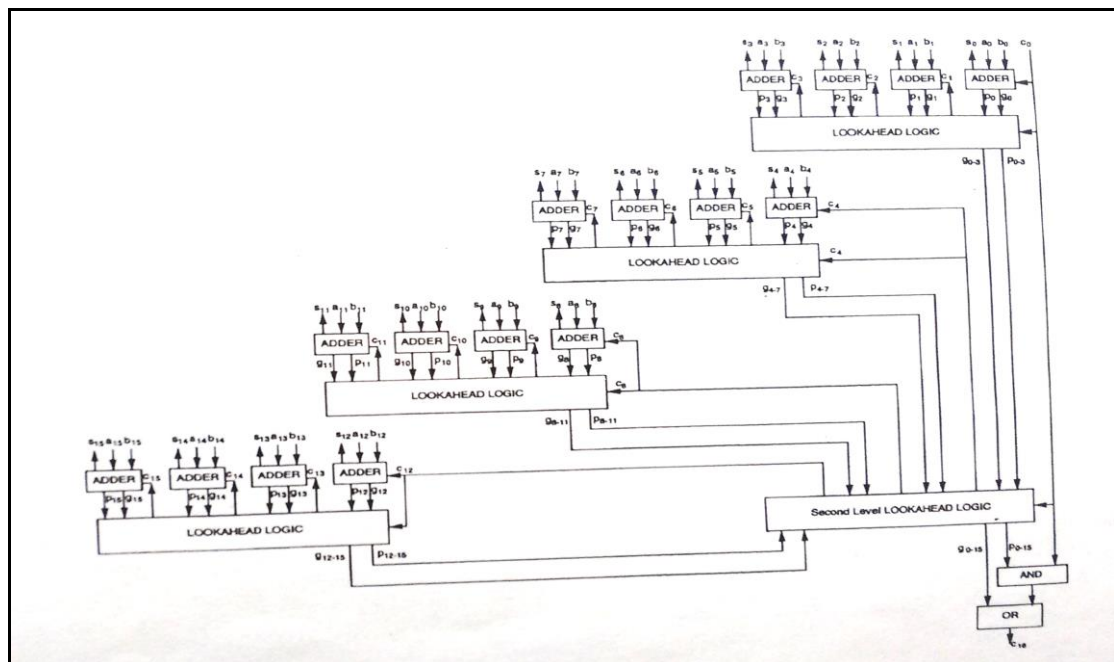 s3 a3 b3 s2 a2 b2 s1 a1 b1 s0 a0 b0 c0
ADDER c3 ADDER c2 ADDER c1 ADDER
p3 g3 p2 g2 p1 g1 p0 g0
LOOKAHEAD LOGIC
g0-3 p0-3
s7 a7 b7 s6 a6 b6 s5 a5 b5 s4 a4 b4
ADDER c7 ADDER c6 ADDER c5 ADDER c4
p7 g7 p6 g6 p5 g5 p4 g4
LOOKAHEAD LOGIC c4
g4-7 p4-7
s11 a11 b11 s10 a10 b10 s9 a9 b9 s8 a8 b8
ADDER c11 ADDER c10 ADDER c9 ADDER c8
g11 p11 g10 p10 g9 p9 g8 p8
LOOKAHEAD LOGIC c8
g8-11 p8-11
s15 a15 b15 s14 a14 b14 s13 a13 b13 s12 a12 b12
ADDER c15 ADDER c14 ADDER c13 ADDER c12
p15 g15 p14 g14 p13 g13 p12 g12
LOOKAHEAD LOGIC
g12-15 p12-15
Second Level LOOKAHEAD LOGIC
g0-15 p0-15
AND
OR
c16